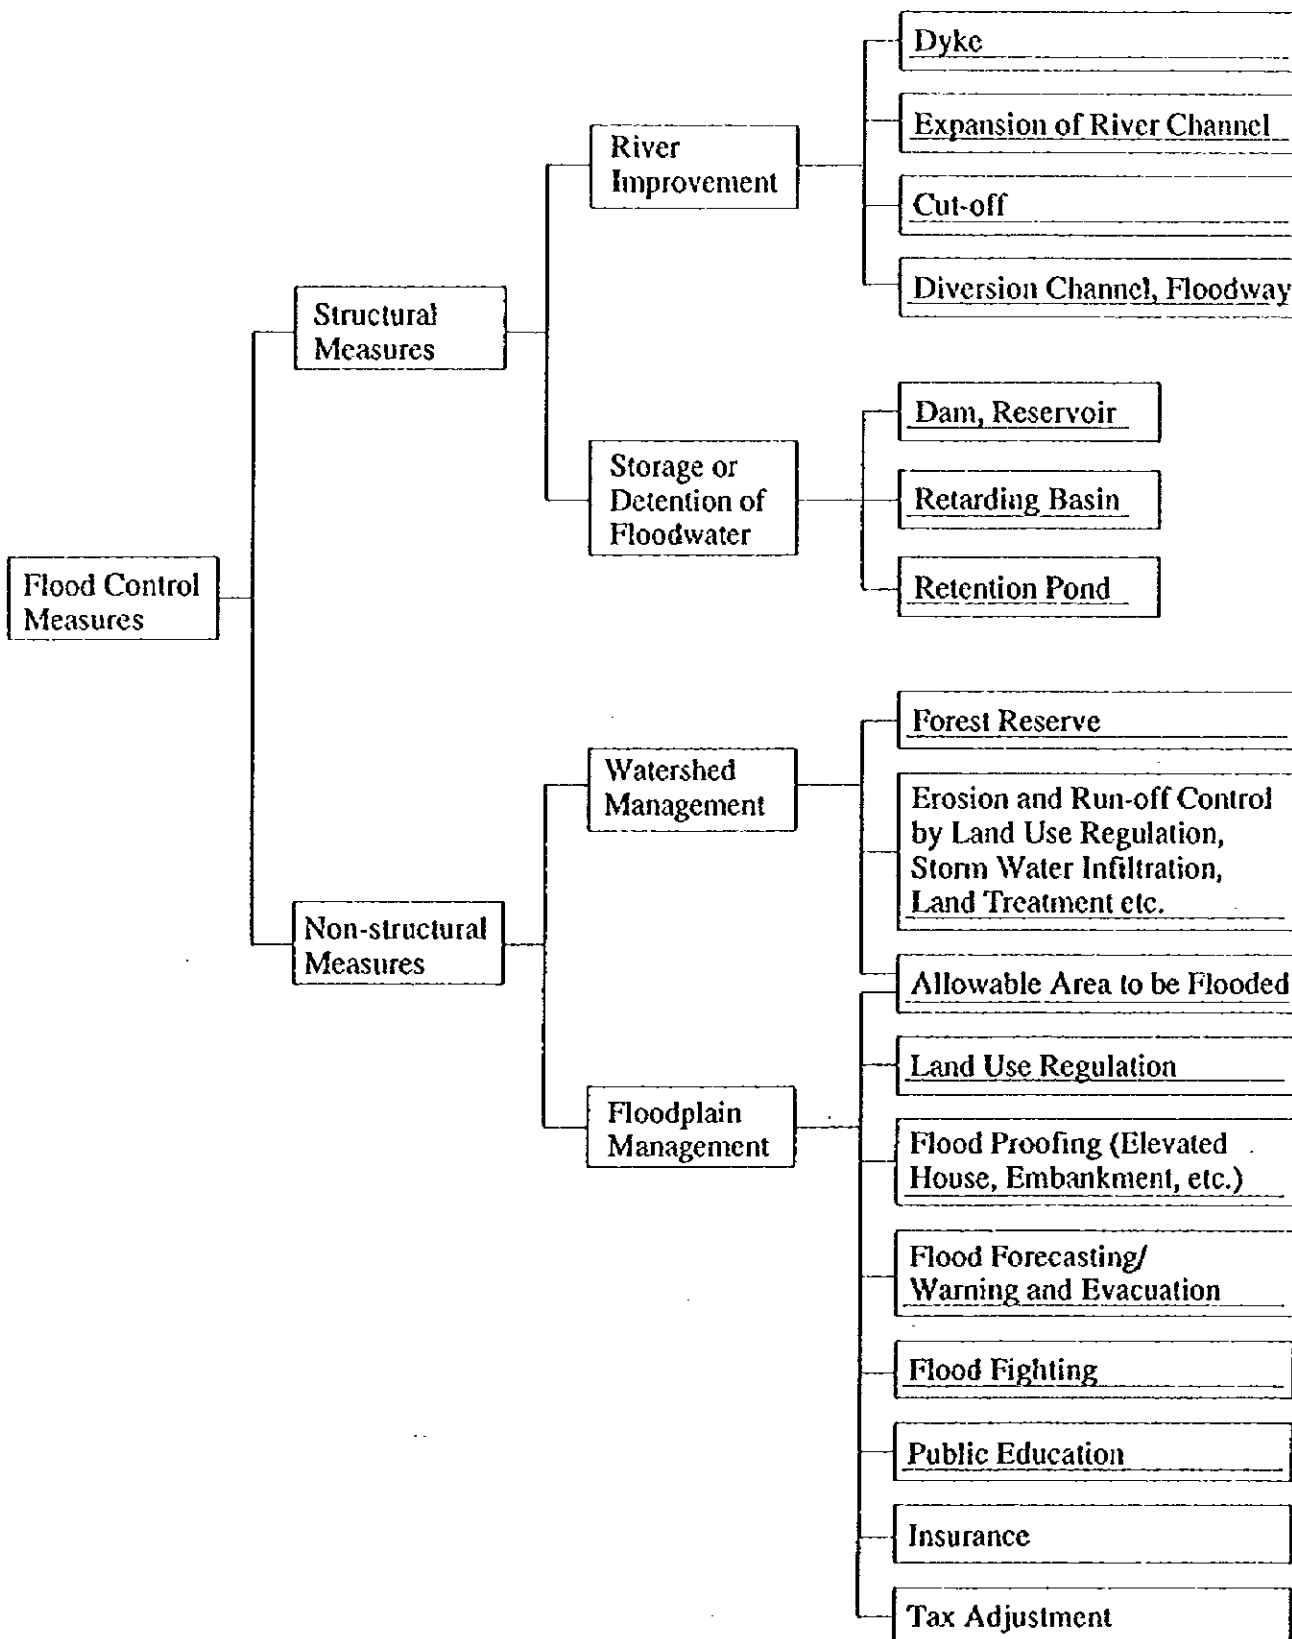 Dyke
Expansion of River Channel
River
Improvement
Cut-off
Diversion Channel, Floodway
Structural
Measures
Dam, Reservoir
Storage or
Detention of
Floodwater
Retarding Basin
Retention Pond
Flood Control
Measures
Forest Reserve
Watershed
Management
Erosion and Run-off Control
by Land Use Regulation,
Storm Water Infiltration,
Land Treatment etc.
Non-structural
Measures
Allowable Area to be Flooded
Land Use Regulation
Floodplain
Management
Flood Proofing (Elevated
House, Embankment, etc.)
Flood Forecasting/
Warning and Evacuation
Flood Fighting
Public Education
Insurance
Tax Adjustment